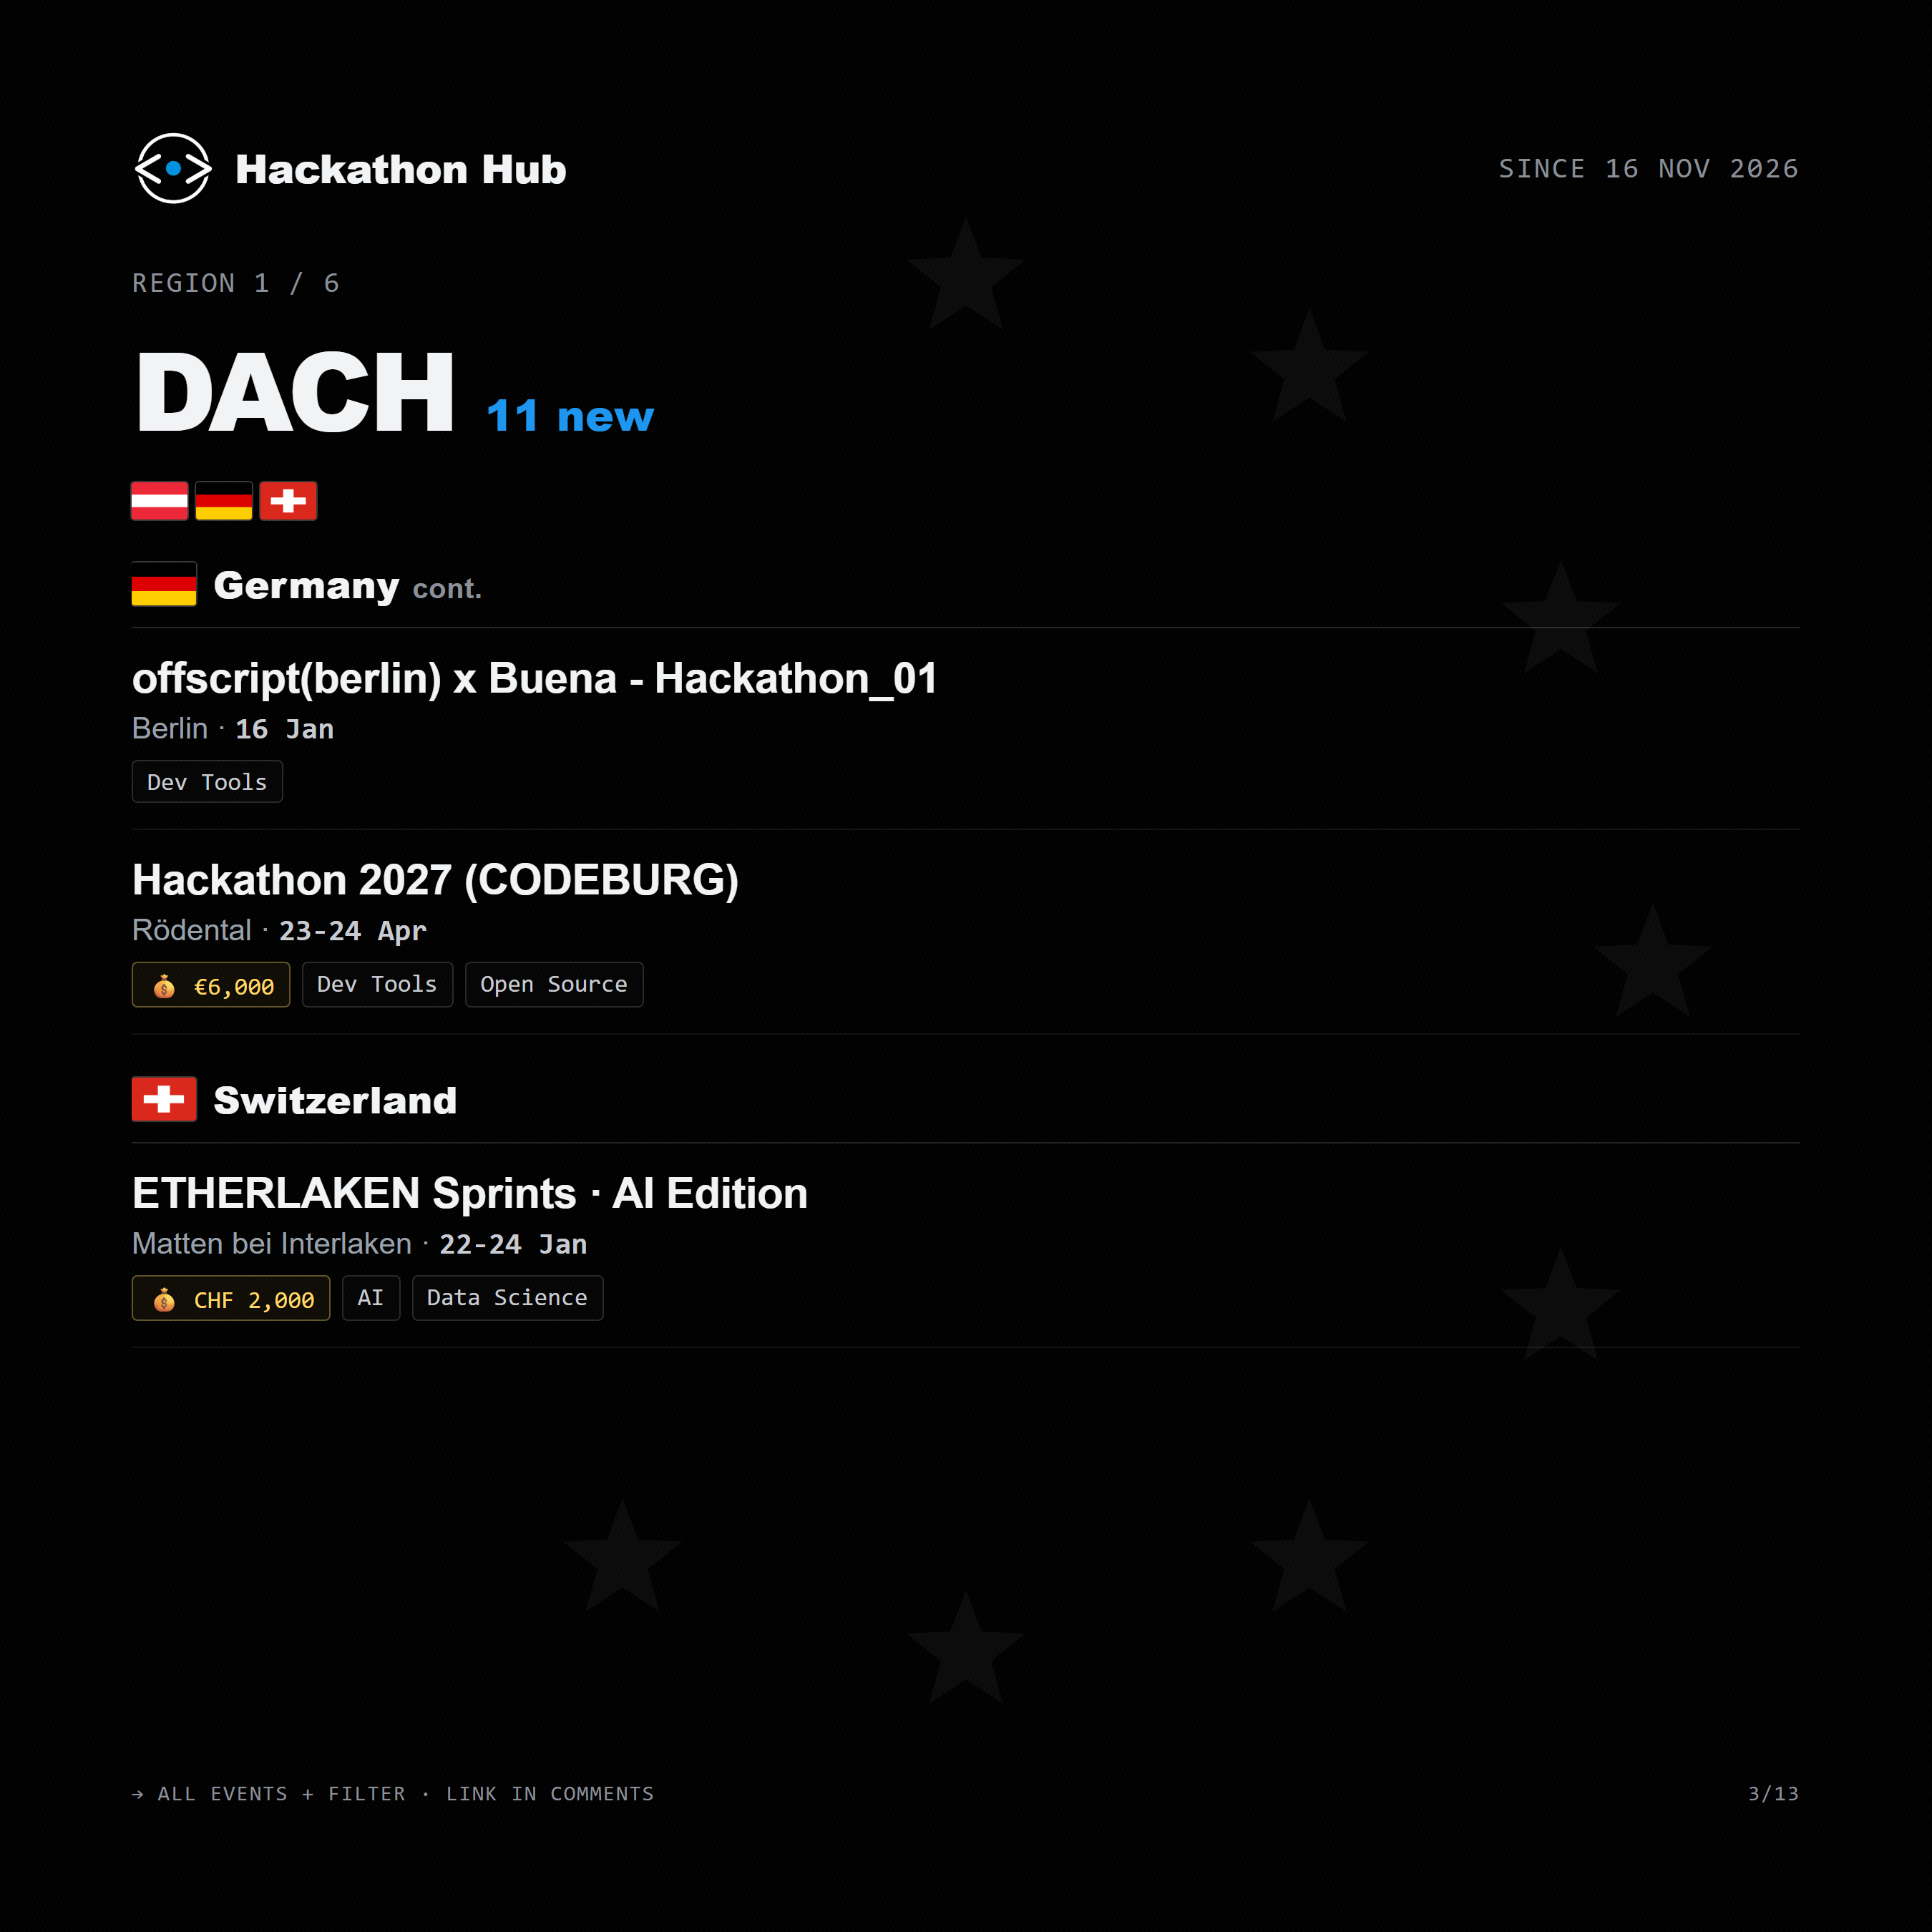 Hackathon Hub
SINCE 16 NOV 2026
REGION 1 / 6
DACH 11 new
Germany cont.
offscript(berlin) x Buena - Hackathon_01
Berlin · 16 Jan
Dev Tools
Hackathon 2027 (CODEBURG)
Rödental · 23-24 Apr
💰 €6,000 Dev Tools Open Source
Switzerland
ETHERLAKEN Sprints · AI Edition
Matten bei Interlaken · 22-24 Jan
💰 CHF 2,000 AI Data Science
→ ALL EVENTS + FILTER · LINK IN COMMENTS
3/13